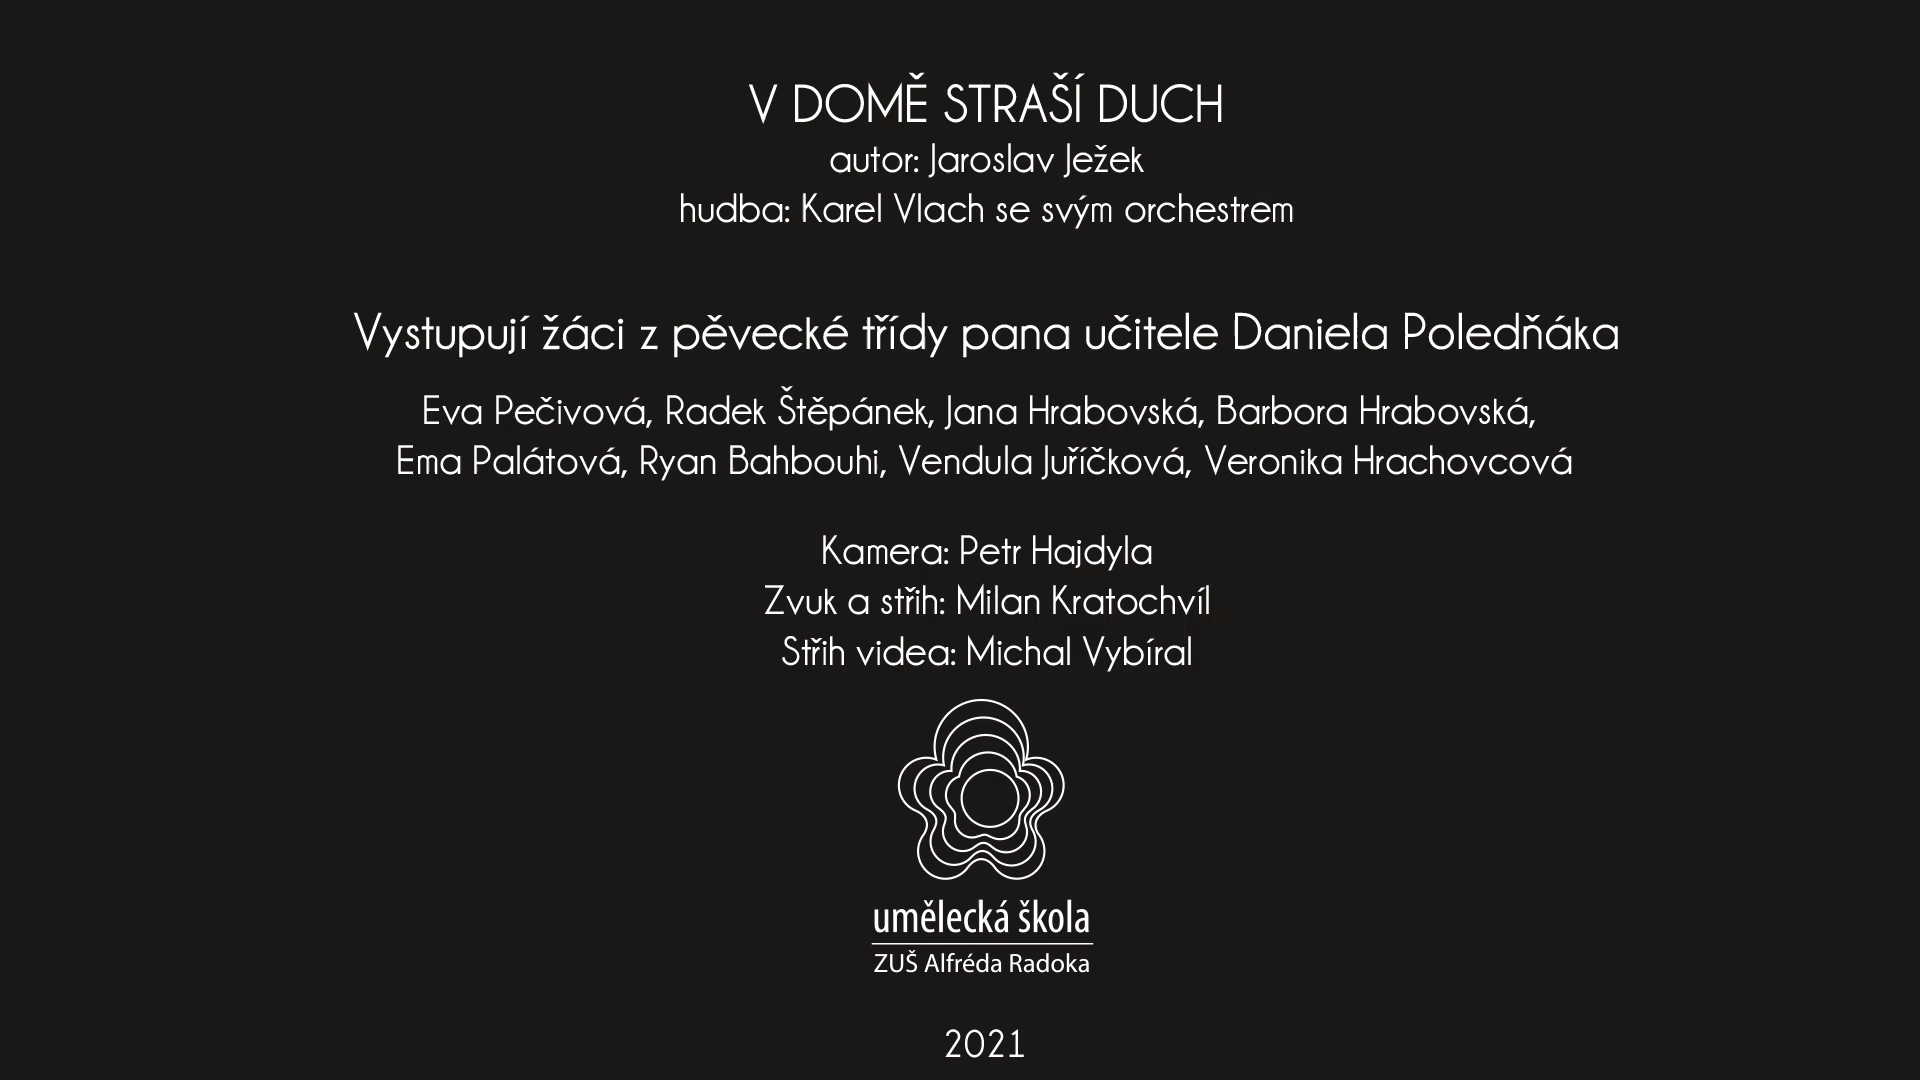 V DOMĚ STRAŠÍ DUCH
autor: Jaroslav Ježek
hudba: Karel Vlach se svým orchestrem
Vystupují žáci z pěvecké třídy pana učitele Daniela Poledňáka
Eva Pečivová, Radek Štěpánek, Jana Hrabovská, Barbora Hrabovská,
Ema Palátová, Ryan Bahbouhi, Vendula Juříčková, Veronika Hrachovcová
Kamera: Petr Hajdyla
Zvuk a střih: Milan Kratochvíl
Střih videa: Michal Vybíral
umělecká škola
ZUŠ Alfréda Radoka
2021